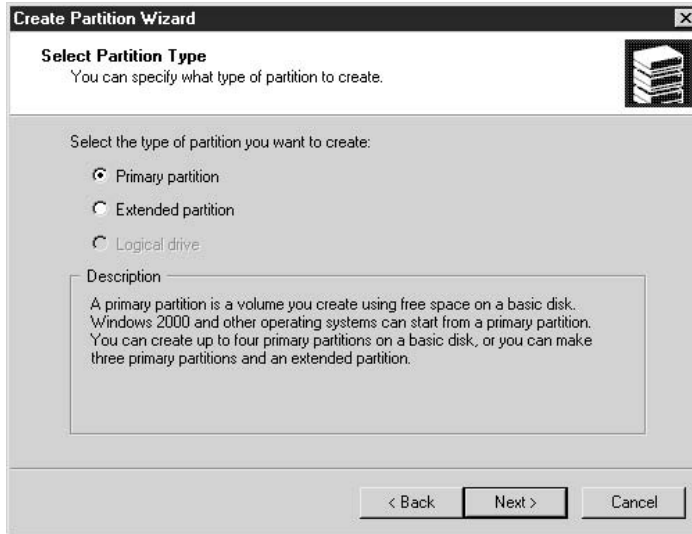 Create Partition Wizard
Select Partition Type
You can specify what type of partition to create.
Select the type of partition you want to create:
Primary partition
Extended partition
Logical drive
Description
A primary partition is a volume you create using free space on a basic disk.
Windows 2000 and other operating systems can start from a primary partition.
You can create up to four primary partitions on a basic disk, or you can make
three primary partitions and an extended partition.
< Back
Next >
Cancel